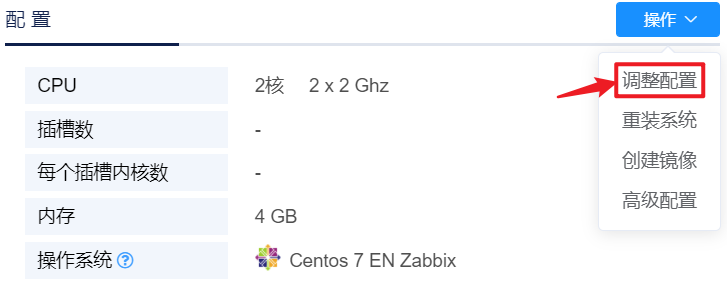 配 置
操作
CPU
2核 2 x 2 Ghz
调整配置
插槽数
-
重装系统
每个插槽内核数
-
创建镜像
高级配置
内存
4 GB
操作系统 ?
Centos 7 EN Zabbix